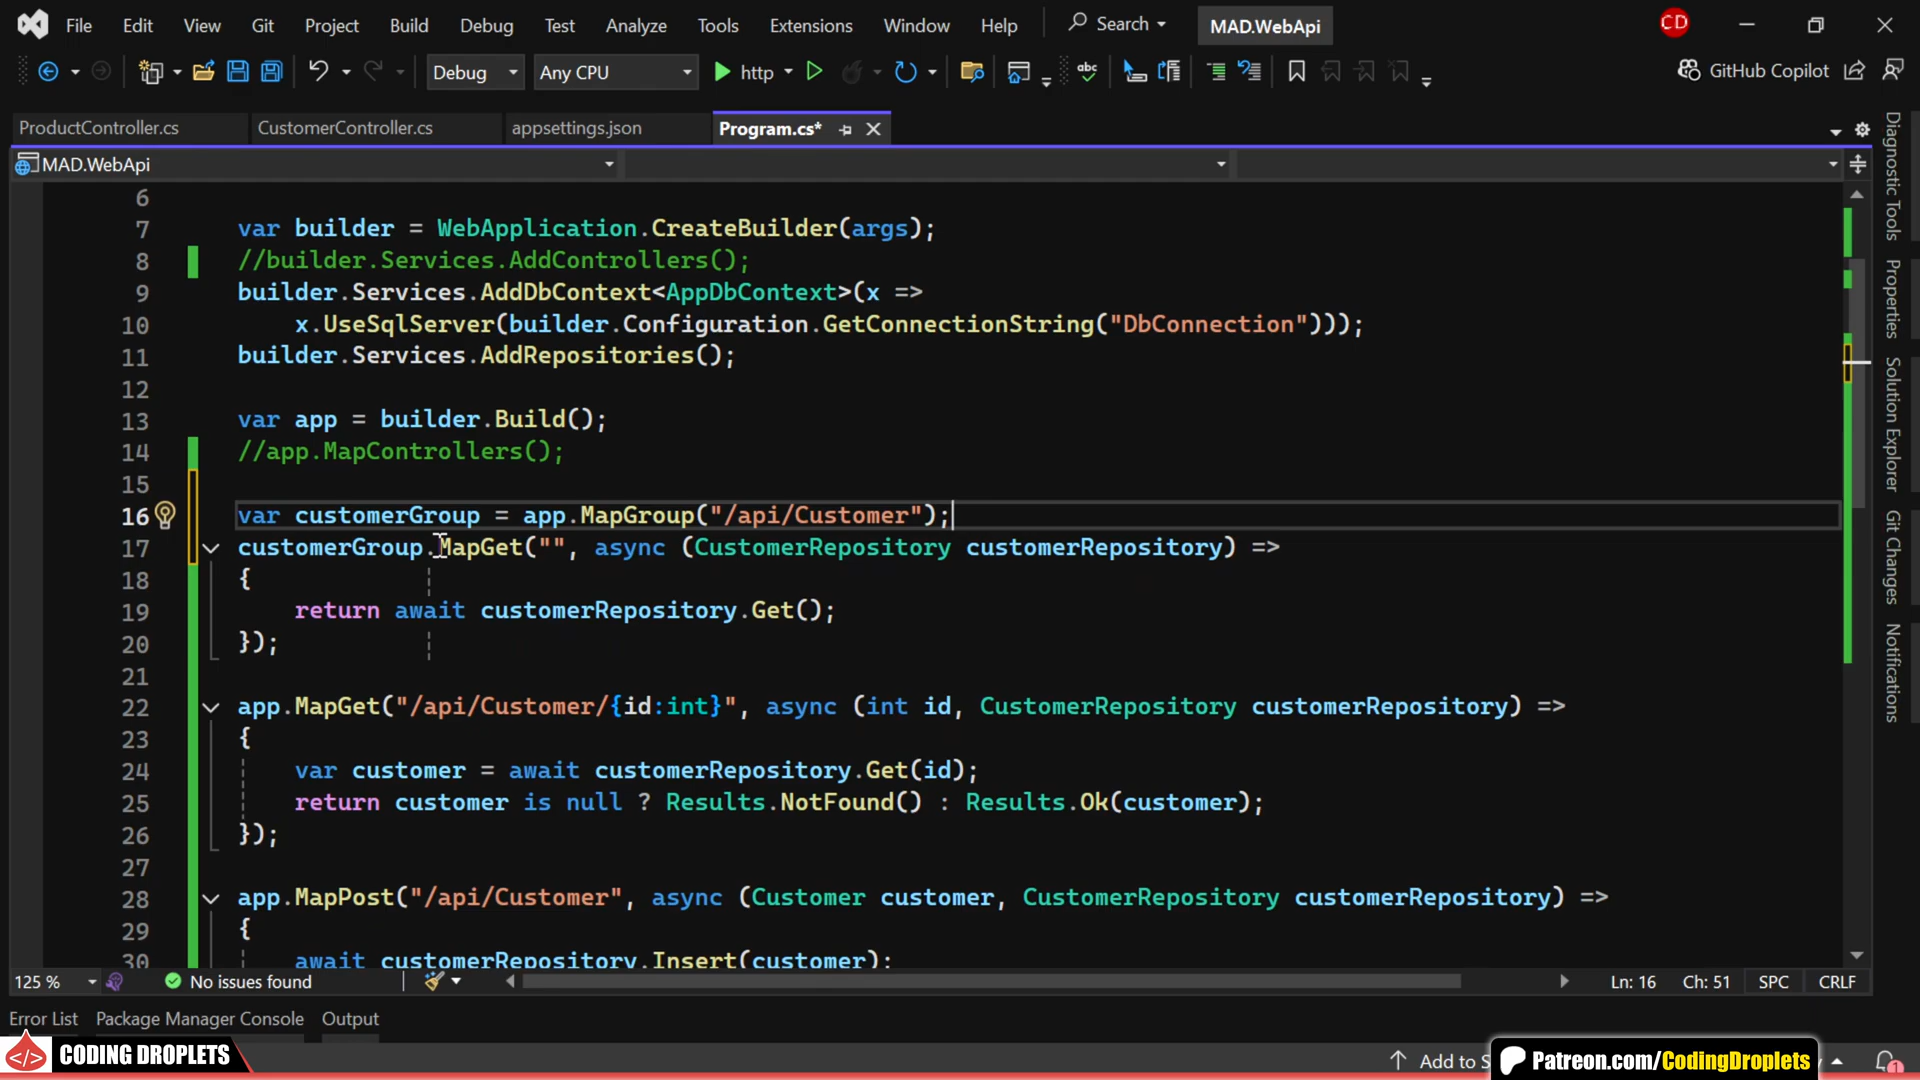 File Edit View Git Project Build Debug Test Analyze Tools Extensions Window Help Search MAD.WebApi CD
Debug Any CPU http GitHub Copilot
ProductController.cs CustomerController.cs appsettings.json Program.cs*
MAD.WebApi
6
7 var builder = WebApplication.CreateBuilder(args);
8 //builder.Services.AddControllers();
9 builder.Services.AddDbContext<AppDbContext>(x =>
10 x.UseSqlServer(builder.Configuration.GetConnectionString("DbConnection")));
11 builder.Services.AddRepositories();
12
13 var app = builder.Build();
14 //app.MapControllers();
15
16 var customerGroup = app.MapGroup("/api/Customer");
17 customerGroup.MapGet("", async (CustomerRepository customerRepository) =>
18 {
19 return await customerRepository.Get();
20 });
21
22 app.MapGet("/api/Customer/{id:int}", async (int id, CustomerRepository customerRepository) =>
23 {
24 var customer = await customerRepository.Get(id);
25 return customer is null ? Results.NotFound() : Results.Ok(customer);
26 });
27
28 app.MapPost("/api/Customer", async (Customer customer, CustomerRepository customerRepository) =>
29 {
30 await customerRepository.Insert(customer);
Diagnostic Tools
Properties
Solution Explorer
Git Changes
Notifications
125 % No issues found Ln: 16 Ch: 51 SPC CRLF
Error List Package Manager Console Output
CODING DROPLETS Add to S Patreon.com/CodingDroplets 1